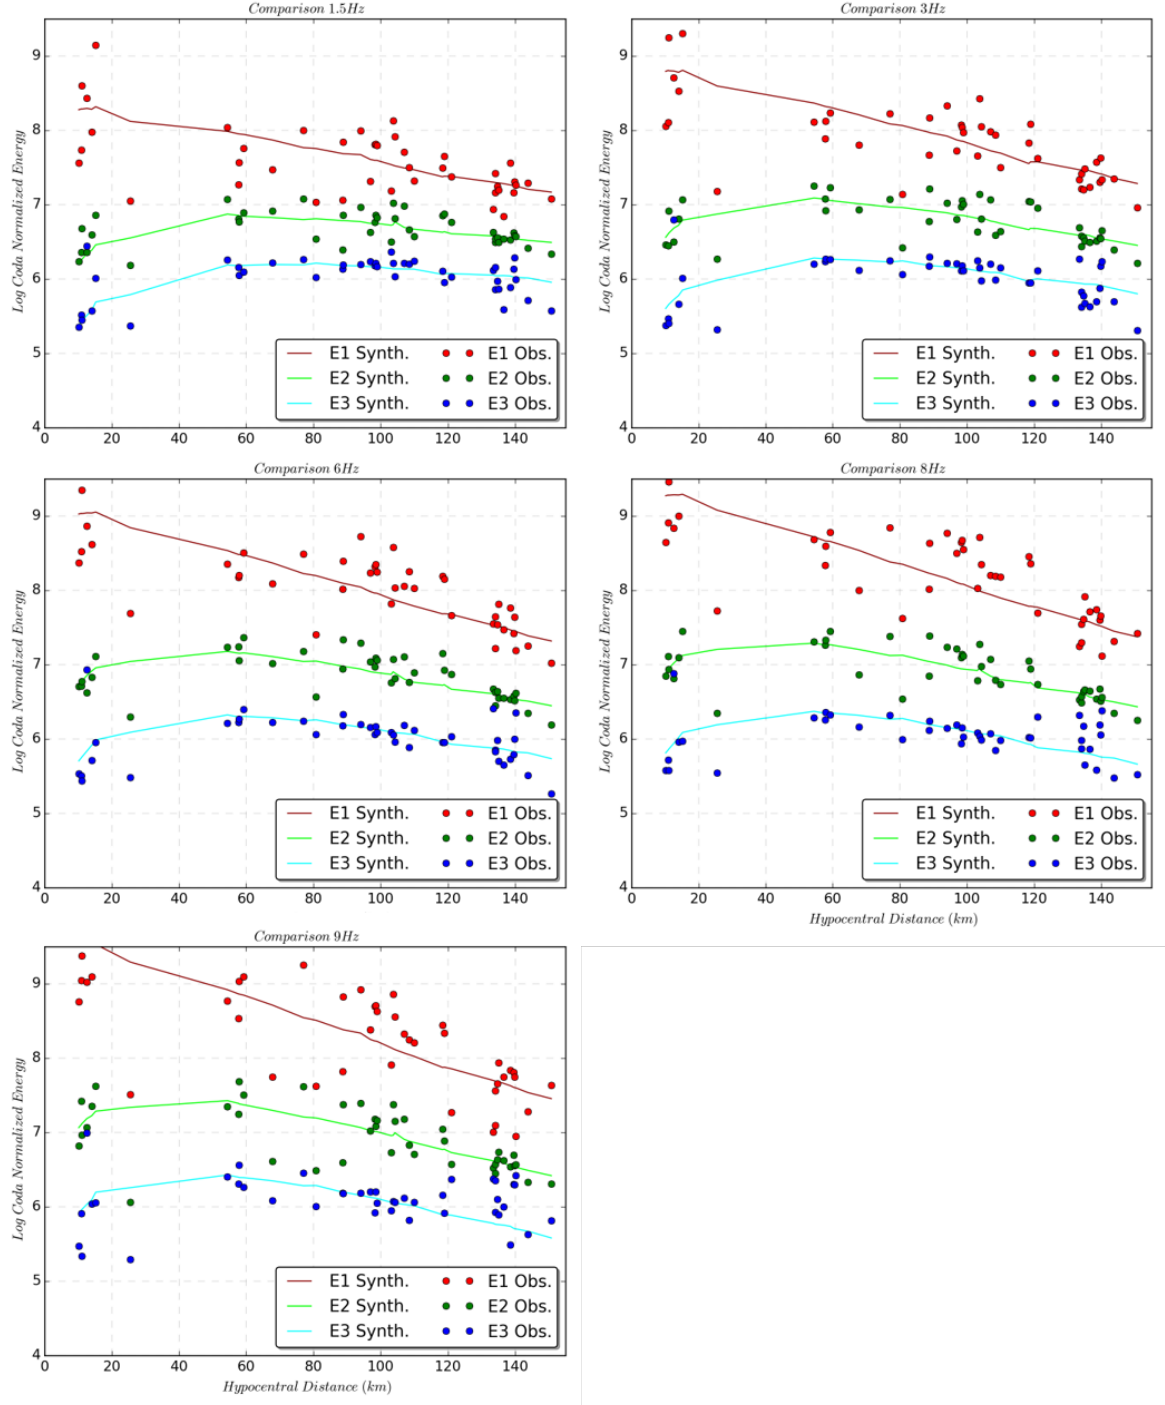 Comparison 1.5Hz
Log Coda Normalized Energy
9
8
7
6
5
4
0 20 40 60 80 100 120 140
E1 Synth. E1 Obs.
E2 Synth. E2 Obs.
E3 Synth. E3 Obs.
Comparison 3Hz
Log Coda Normalized Energy
9
8
7
6
5
4
0 20 40 60 80 100 120 140
E1 Synth. E1 Obs.
E2 Synth. E2 Obs.
E3 Synth. E3 Obs.
Comparison 6Hz
Log Coda Normalized Energy
9
8
7
6
5
4
0 20 40 60 80 100 120 140
E1 Synth. E1 Obs.
E2 Synth. E2 Obs.
E3 Synth. E3 Obs.
Comparison 8Hz
Log Coda Normalized Energy
9
8
7
6
5
4
0 20 40 60 80 100 120 140
Hypocentral Distance (km)
E1 Synth. E1 Obs.
E2 Synth. E2 Obs.
E3 Synth. E3 Obs.
Comparison 9Hz
Log Coda Normalized Energy
9
8
7
6
5
4
0 20 40 60 80 100 120 140
Hypocentral Distance (km)
E1 Synth. E1 Obs.
E2 Synth. E2 Obs.
E3 Synth. E3 Obs.